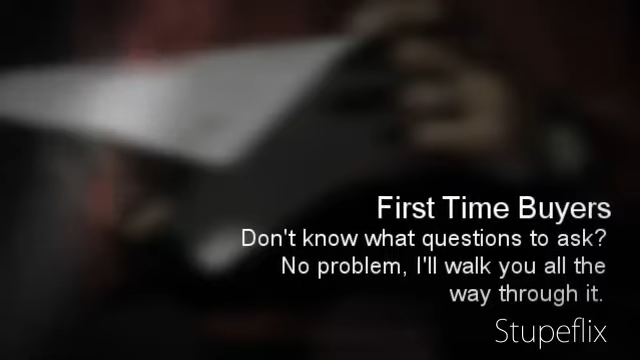 First Time Buyers
Don't know what questions to ask?
No problem, I'll walk you all the
way through it.
Stupeflix